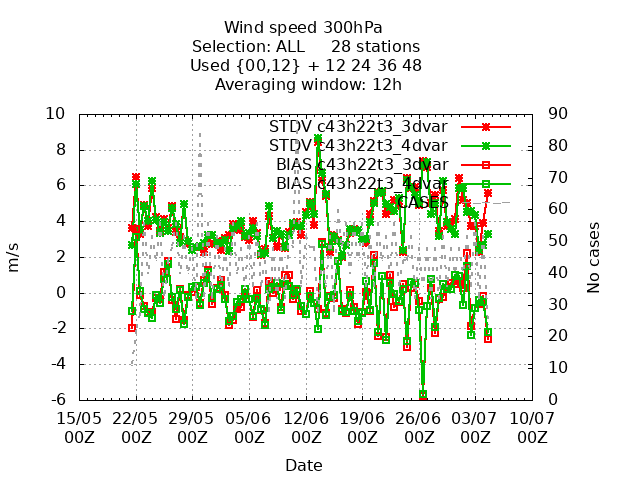 Wind speed 300hPa
Selection: ALL     28 stations
Used {00,12} + 12 24 36 48
Averaging window: 12h
STDV c43h22t3_3dvar
STDV c43h22t3_4dvar
BIAS c43h22t3_3dvar
BIAS c43h22t3_4dvar
CASES
10
8
6
4
2
0
-2
-4
-6
m/s
90
80
70
60
50
40
30
20
10
0
No cases
15/05 22/05 29/05 05/06 12/06 19/06 26/06 03/07 10/07
00Z 00Z 00Z 00Z 00Z 00Z 00Z 00Z 00Z
Date